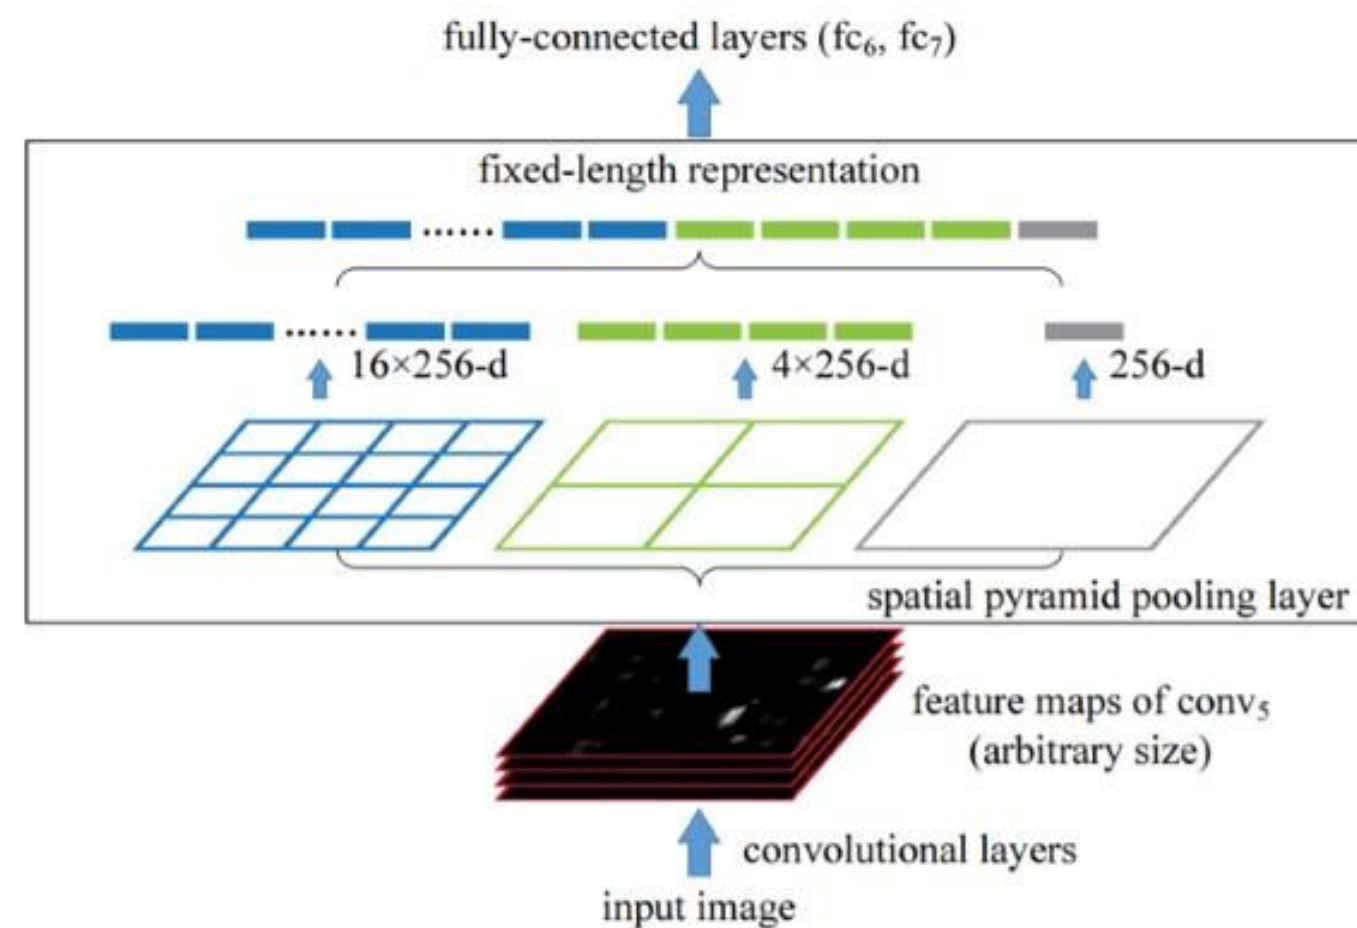 fully-connected layers (fc₆, fc₇)
fixed-length representation
16×256-d
4×256-d
256-d
spatial pyramid pooling layer
feature maps of conv₅
(arbitrary size)
convolutional layers
input image